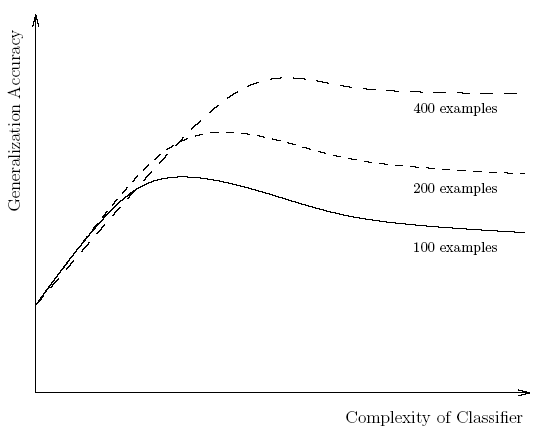 Generalization Accuracy
400 examples
200 examples
100 examples
Complexity of Classifier